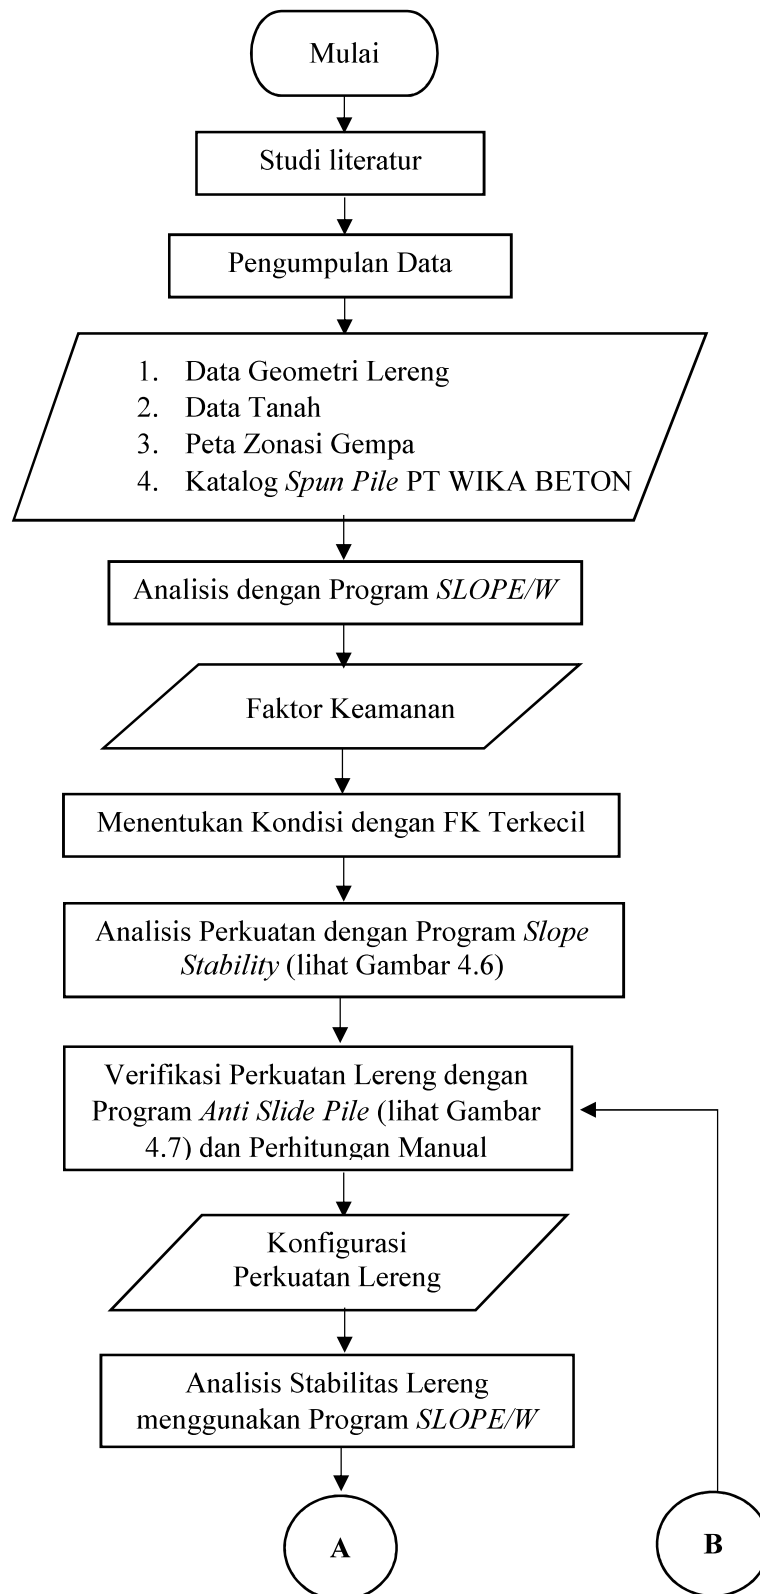 Mulai
Studi literatur
Pengumpulan Data
1. Data Geometri Lereng
2. Data Tanah
3. Peta Zonasi Gempa
4. Katalog Spun Pile PT WIKA BETON
Analisis dengan Program SLOPE/W
Faktor Keamanan
Menentukan Kondisi dengan FK Terkecil
Analisis Perkuatan dengan Program Slope
Stability (lihat Gambar 4.6)
Verifikasi Perkuatan Lereng dengan
Program Anti Slide Pile (lihat Gambar
4.7) dan Perhitungan Manual
Konfigurasi
Perkuatan Lereng
Analisis Stabilitas Lereng
menggunakan Program SLOPE/W
A
B